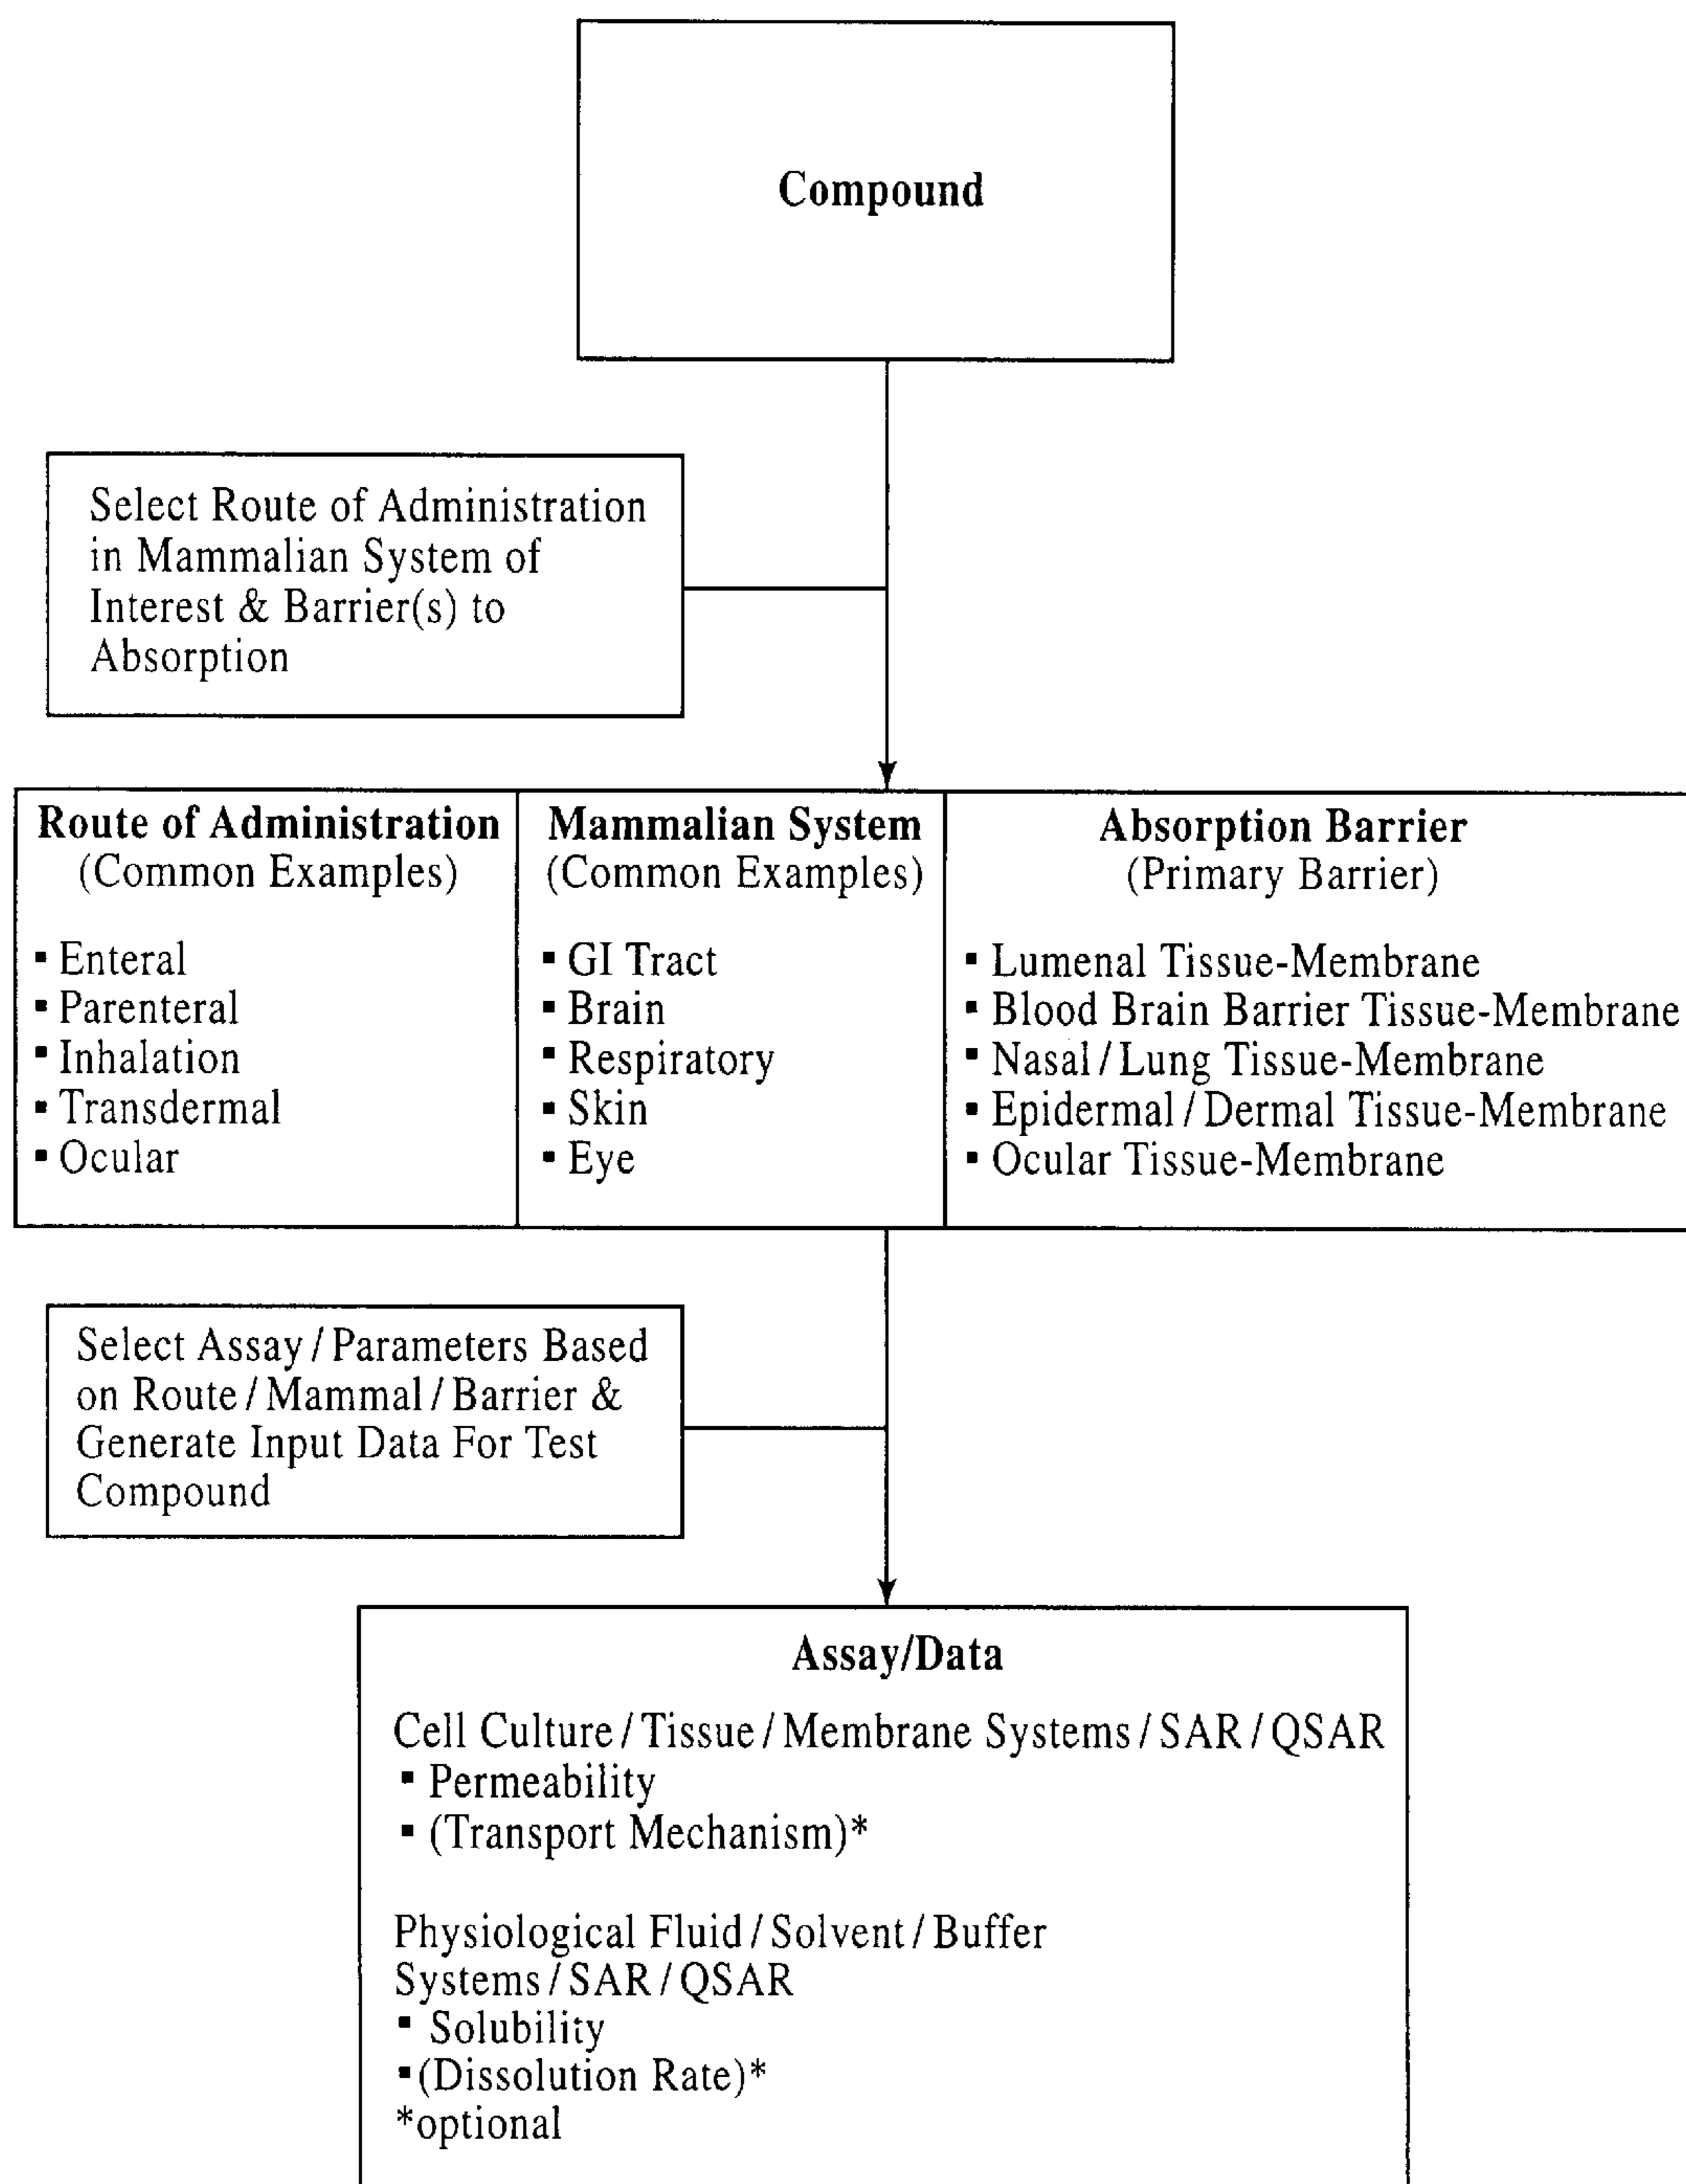 Compound
Select Route of Administration
in Mammalian System of
Interest & Barrier(s) to
Absorption
Route of Administration
(Common Examples)
▪ Enteral
▪ Parenteral
▪ Inhalation
▪ Transdermal
▪ Ocular
Mammalian System
(Common Examples)
▪ GI Tract
▪ Brain
▪ Respiratory
▪ Skin
▪ Eye
Absorption Barrier
(Primary Barrier)
▪ Lumenal Tissue-Membrane
▪ Blood Brain Barrier Tissue-Membrane
▪ Nasal/Lung Tissue-Membrane
▪ Epidermal/Dermal Tissue-Membrane
▪ Ocular Tissue-Membrane
Select Assay/Parameters Based
on Route/Mammal/Barrier &
Generate Input Data For Test
Compound
Assay/Data
Cell Culture/Tissue/Membrane Systems/SAR/QSAR
▪ Permeability
▪ (Transport Mechanism)*
Physiological Fluid/Solvent/Buffer
Systems/SAR/QSAR
▪ Solubility
▪(Dissolution Rate)*
*optional